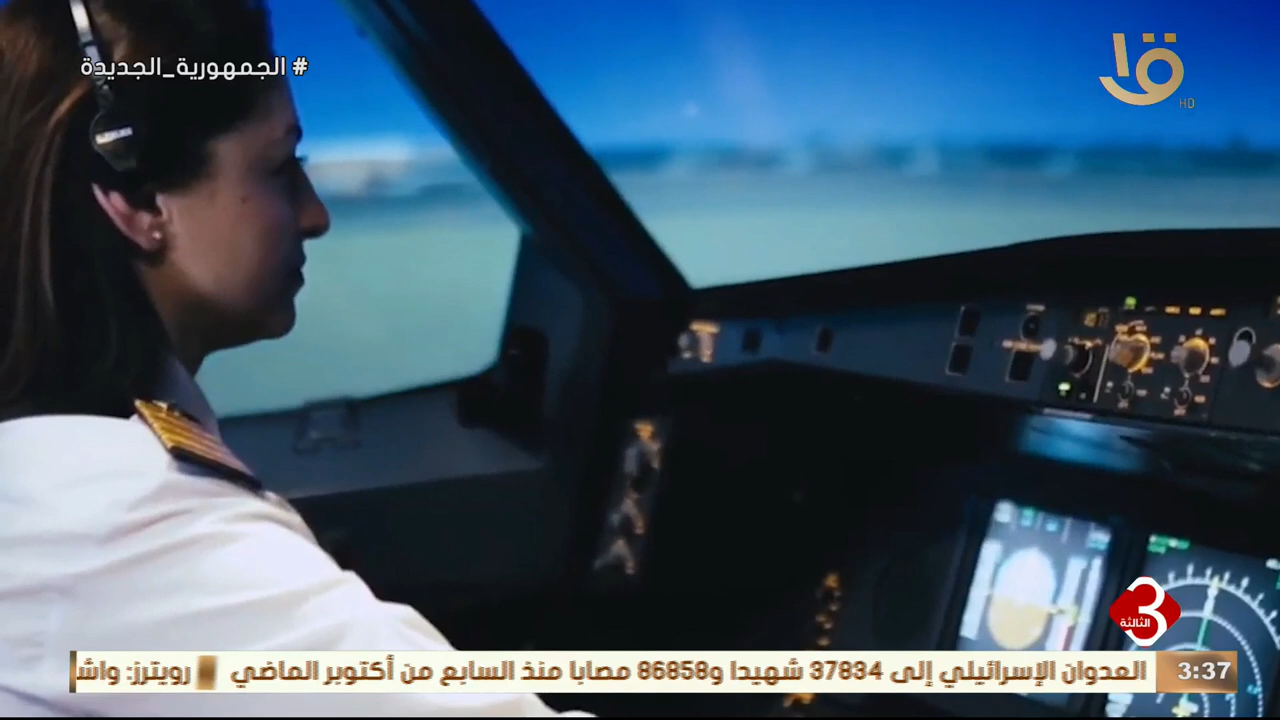 # الجمهورية_الجديدة
HD
3
الثالثة
3:37
العدوان الإسرائيلي إلى 37834 شهيدا و86858 مصابا منذ السابع من أكتوبر الماضي رويترز: واش